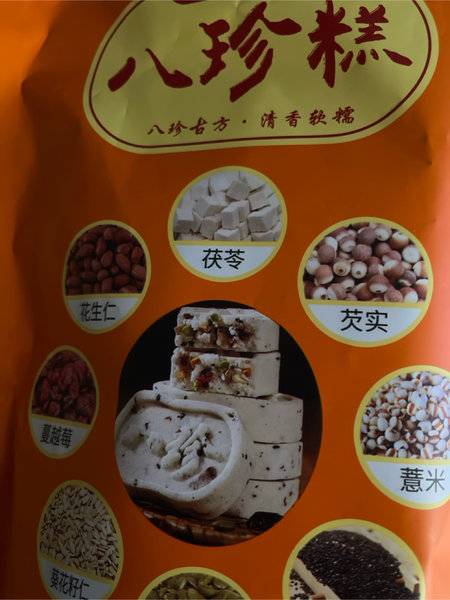 八珍糕
八珍古方·清香软糯
茯苓
花生仁
芡实
蔓越莓
薏米
葵花籽仁